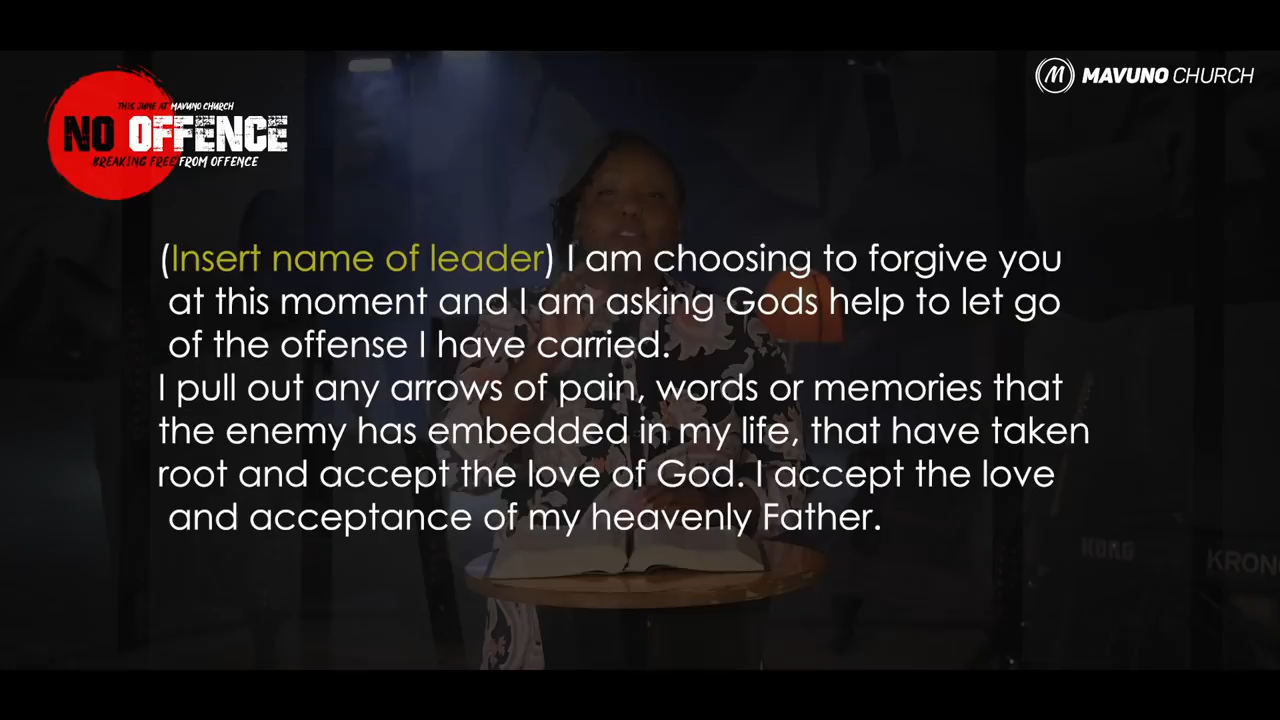 THIS JUNE AT MAVUNO CHURCH
NO OFFENCE
BREAKING FREE FROM OFFENCE
MAVUNO CHURCH
(Insert name of leader) I am choosing to forgive you
at this moment and I am asking Gods help to let go
of the offense I have carried.
I pull out any arrows of pain, words or memories that
the enemy has embedded in my life, that have taken
root and accept the love of God. I accept the love
and acceptance of my heavenly Father.
KORG
KRON